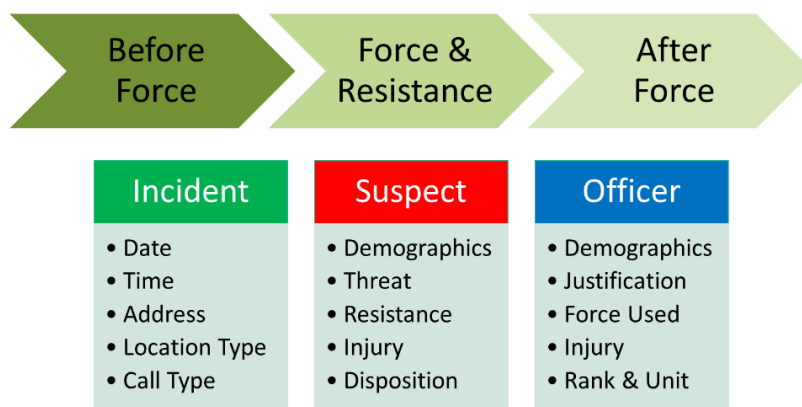 Before
Force
Force &
Resistance
After
Force
Incident
• Date
• Time
• Address
• Location Type
• Call Type
Suspect
• Demographics
• Threat
• Resistance
• Injury
• Disposition
Officer
• Demographics
• Justification
• Force Used
• Injury
• Rank & Unit